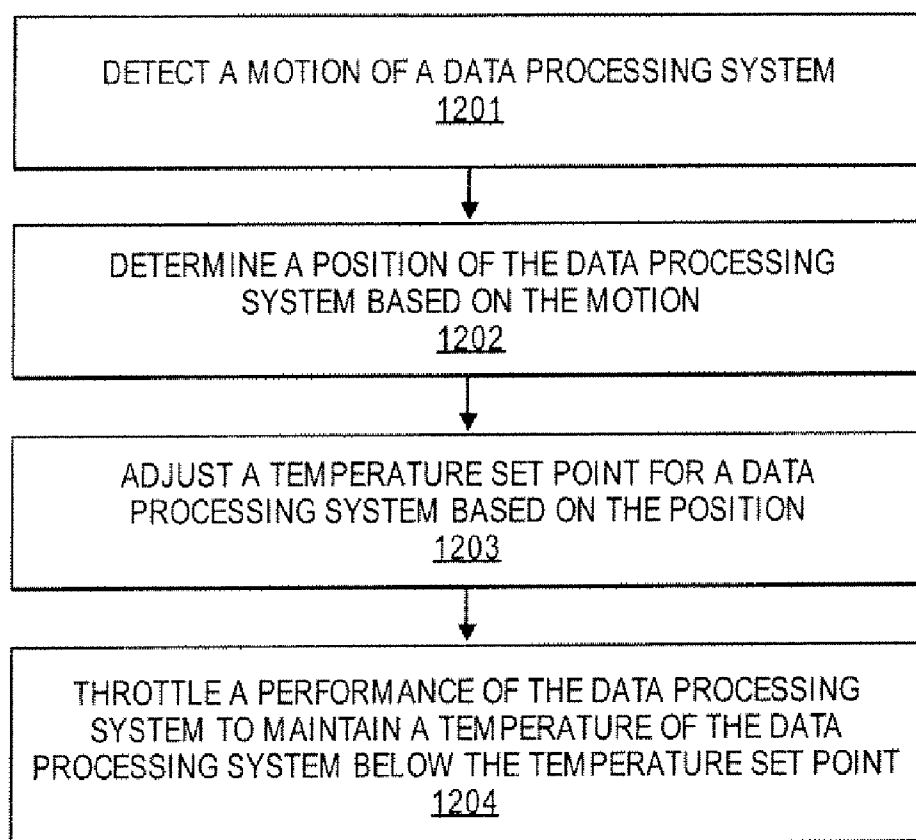 DETECT A MOTION OF A DATA PROCESSING SYSTEM
1201
DETERMINE A POSITION OF THE DATA PROCESSING
SYSTEM BASED ON THE MOTION
1202
ADJUST A TEMPERATURE SET POINT FOR A DATA
PROCESSING SYSTEM BASED ON THE POSITION
1203
THROTTLE A PERFORMANCE OF THE DATA PROCESSING
SYSTEM TO MAINTAIN A TEMPERATURE OF THE DATA
PROCESSING SYSTEM BELOW THE TEMPERATURE SET POINT
1204